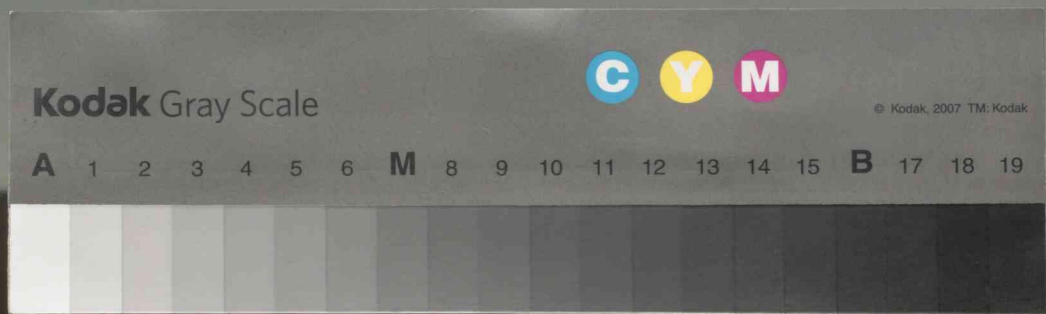 C Y M
Kodak Gray Scale
© Kodak, 2007 TM: Kodak
A 1 2 3 4 5 6 M 8 9 10 11 12 13 14 15 B 17 18 19